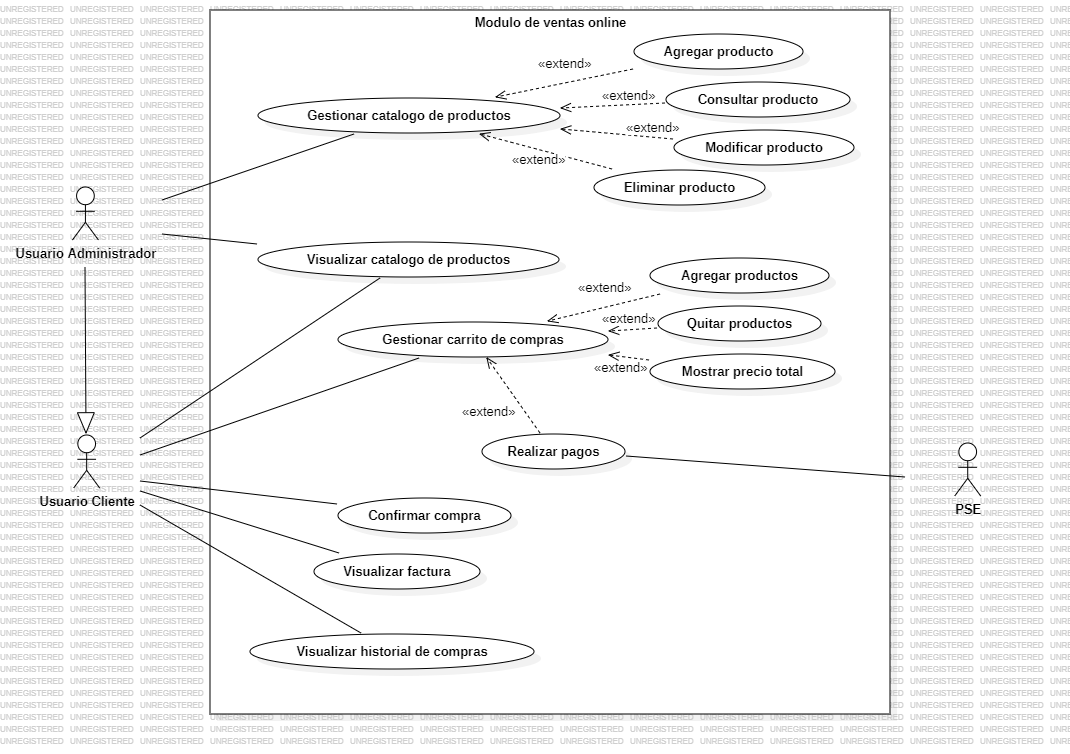 Modulo de ventas online
Agregar producto
«extend»
Consultar producto
«extend»
Gestionar catalogo de productos
«extend»
Modificar producto
«extend»
Eliminar producto
Usuario Administrador
Visualizar catalogo de productos
Agregar productos
«extend»
«extend»
Quitar productos
Gestionar carrito de compras
«extend»
Mostrar precio total
«extend»
Realizar pagos
Usuario Cliente
PSE
Confirmar compra
Visualizar factura
Visualizar historial de compras
UNREGISTERED